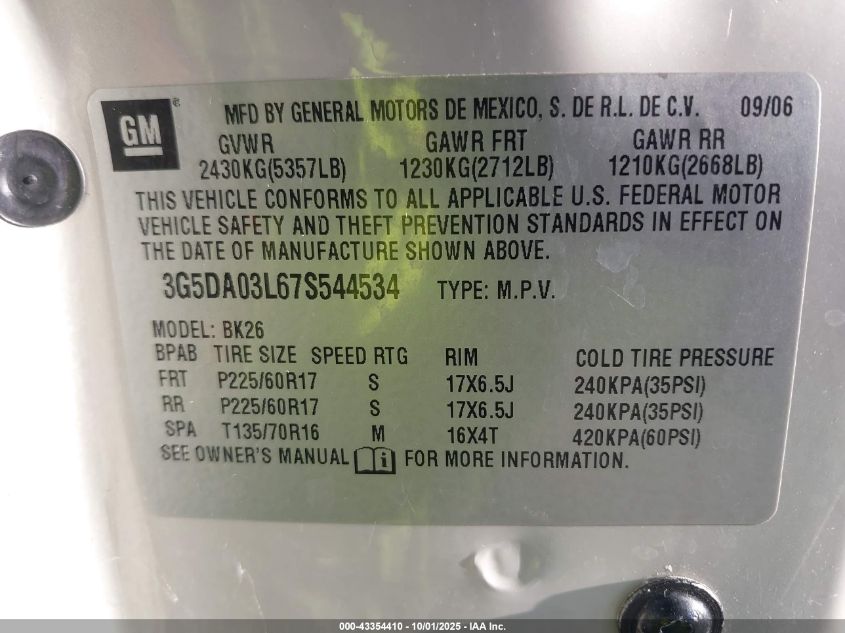 GM ® MFD BY GENERAL MOTORS DE MEXICO, S. DE R.L. DE C.V. 09/06
GVWR GAWR FRT GAWR RR
2430KG(5357LB) 1230KG(2712LB) 1210KG(2668LB)
THIS VEHICLE CONFORMS TO ALL APPLICABLE U.S. FEDERAL MOTOR
VEHICLE SAFETY AND THEFT PREVENTION STANDARDS IN EFFECT ON
THE DATE OF MANUFACTURE SHOWN ABOVE.
3G5DA03L67S544534 TYPE: M.P.V.
MODEL: BK26
BPAB TIRE SIZE SPEED RTG RIM COLD TIRE PRESSURE
FRT P225/60R17 S 17X6.5J 240KPA(35PSI)
RR P225/60R17 S 17X6.5J 240KPA(35PSI)
SPA T135/70R16 M 16X4T 420KPA(60PSI)
SEE OWNER'S MANUAL FOR MORE INFORMATION.
000-43354410 - 10/01/2025 - IAA Inc.